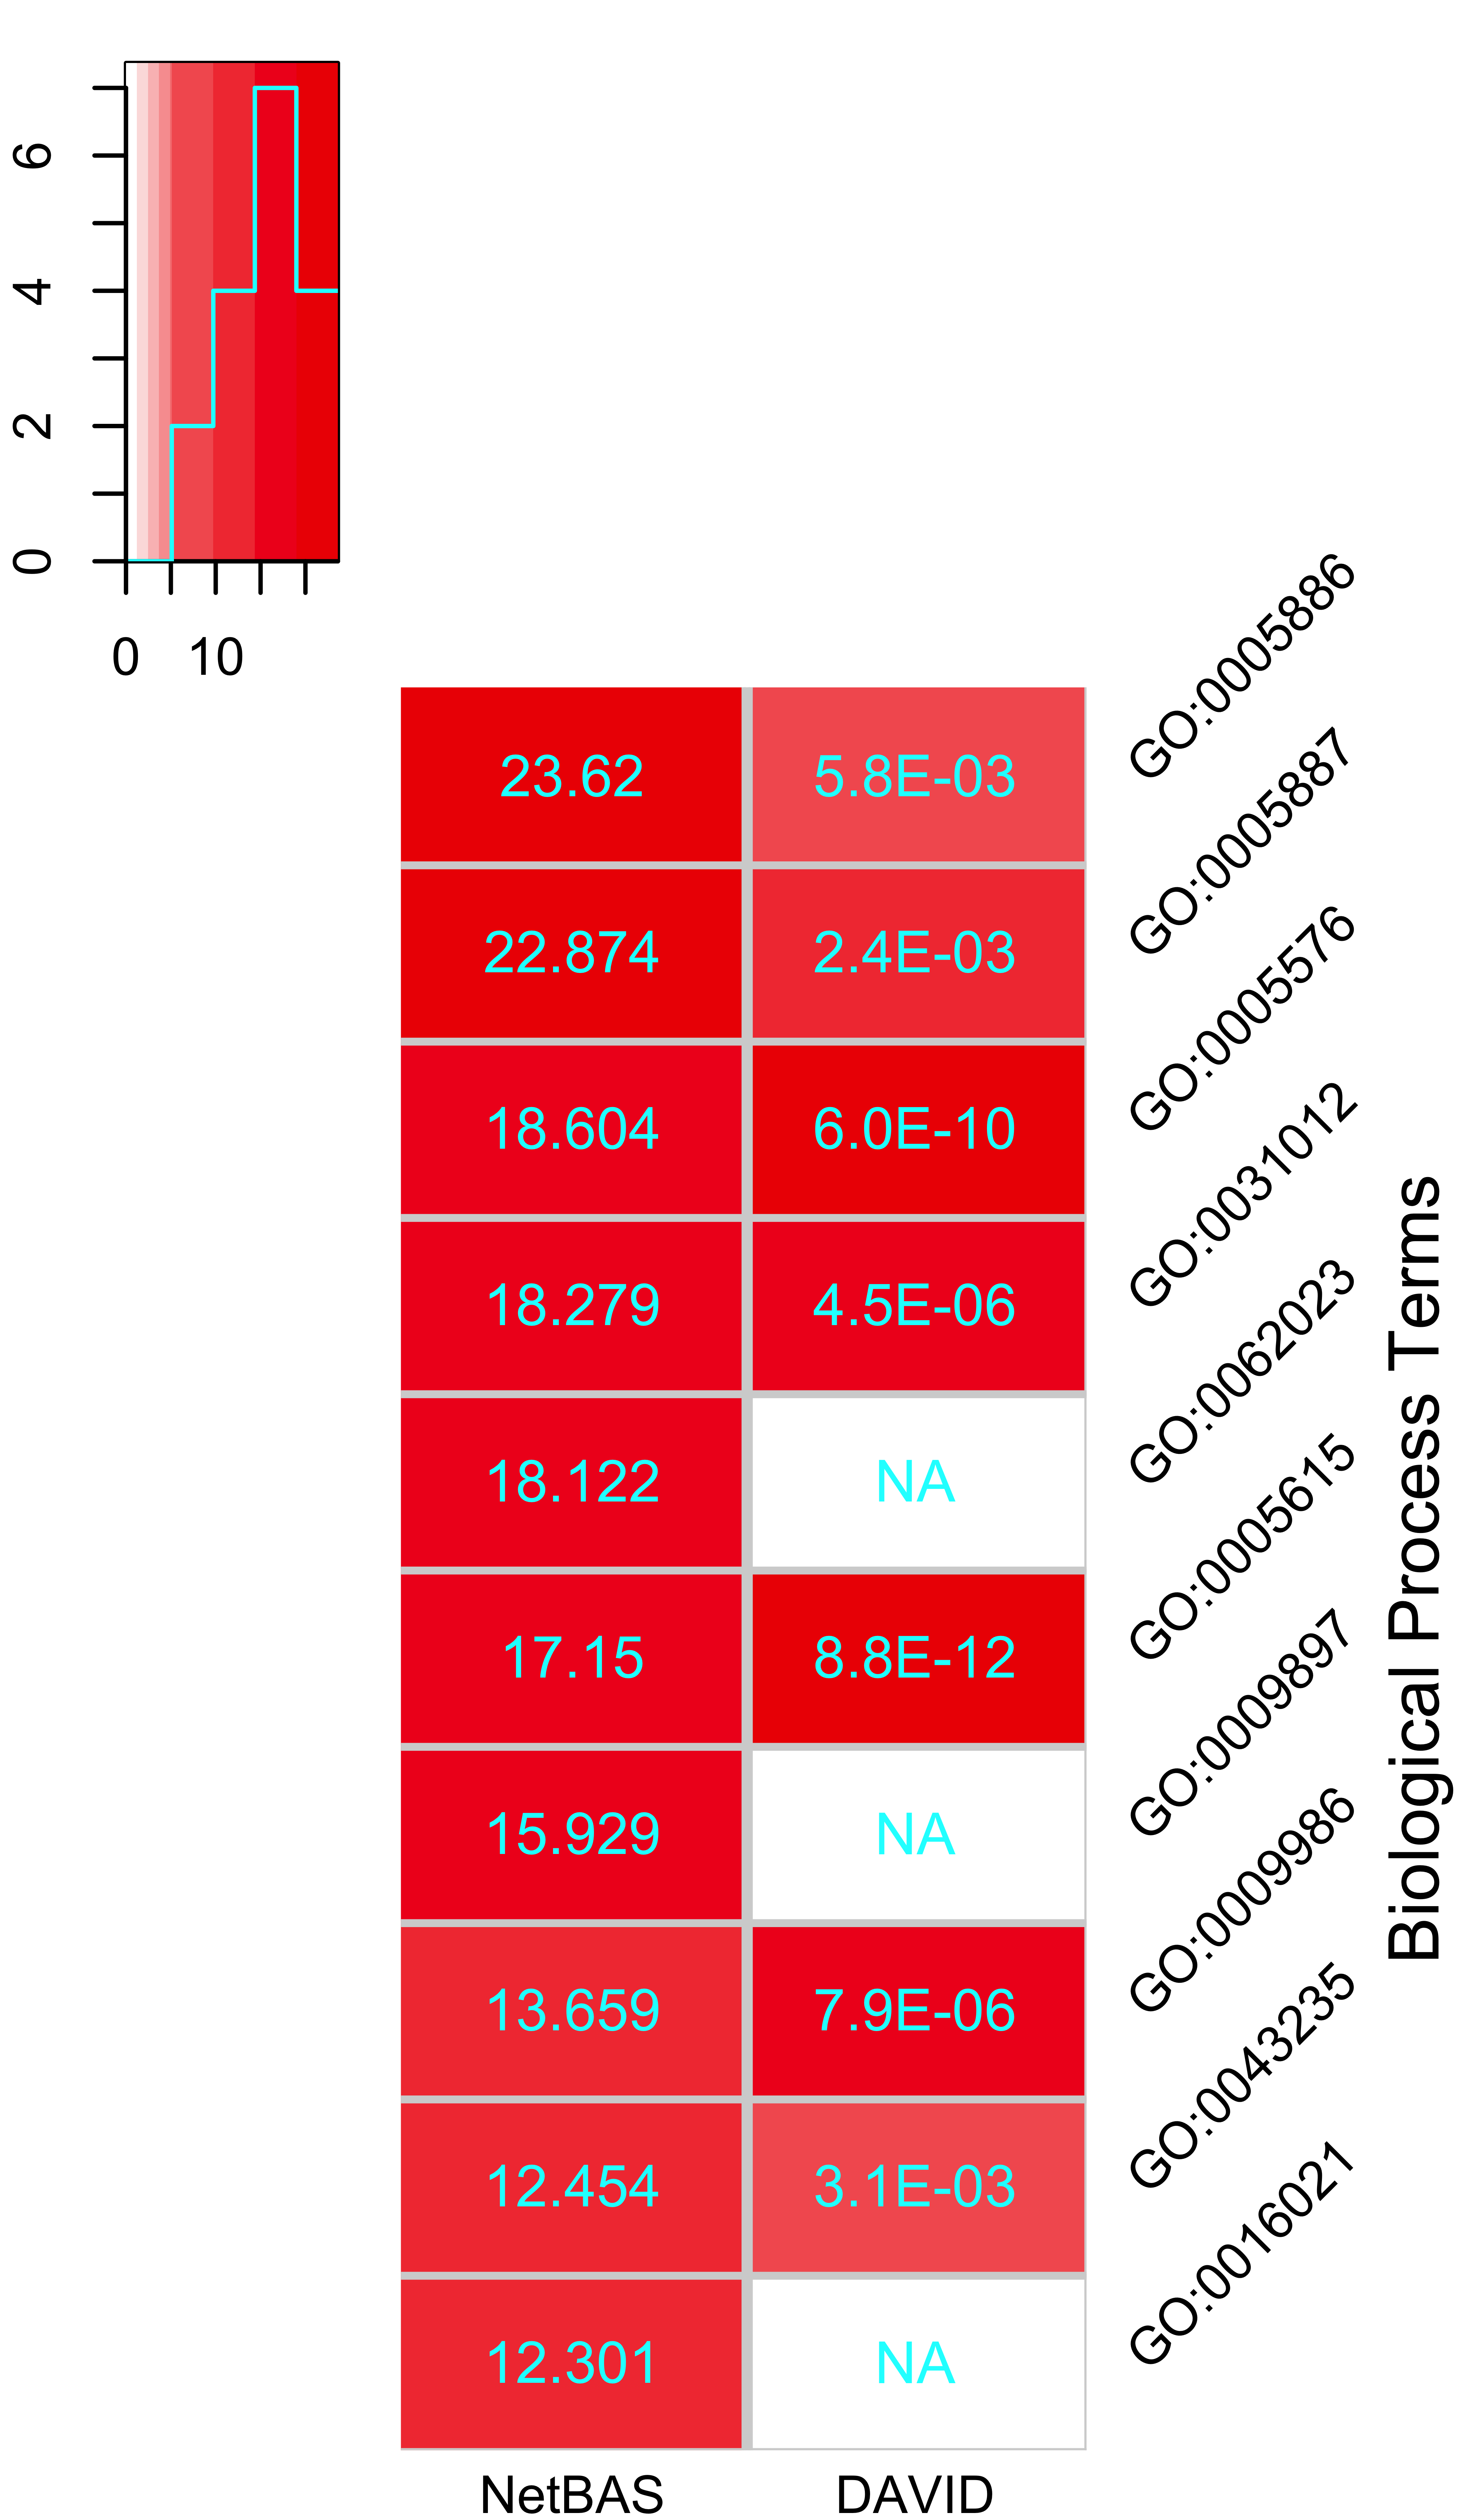 6
4
2
0
0 10
23.62 5.8E-03 GO:0005886
22.874 2.4E-03 GO:0005887
18.604 6.0E-10 GO:0005576
18.279 4.5E-06 GO:0031012
18.122 NA GO:0062023
17.15 8.8E-12 GO:0005615
15.929 NA GO:0009897
13.659 7.9E-06 GO:0009986
12.454 3.1E-03 GO:0043235
12.301 NA GO:0016021
NetBAS DAVID
Biological Process Terms